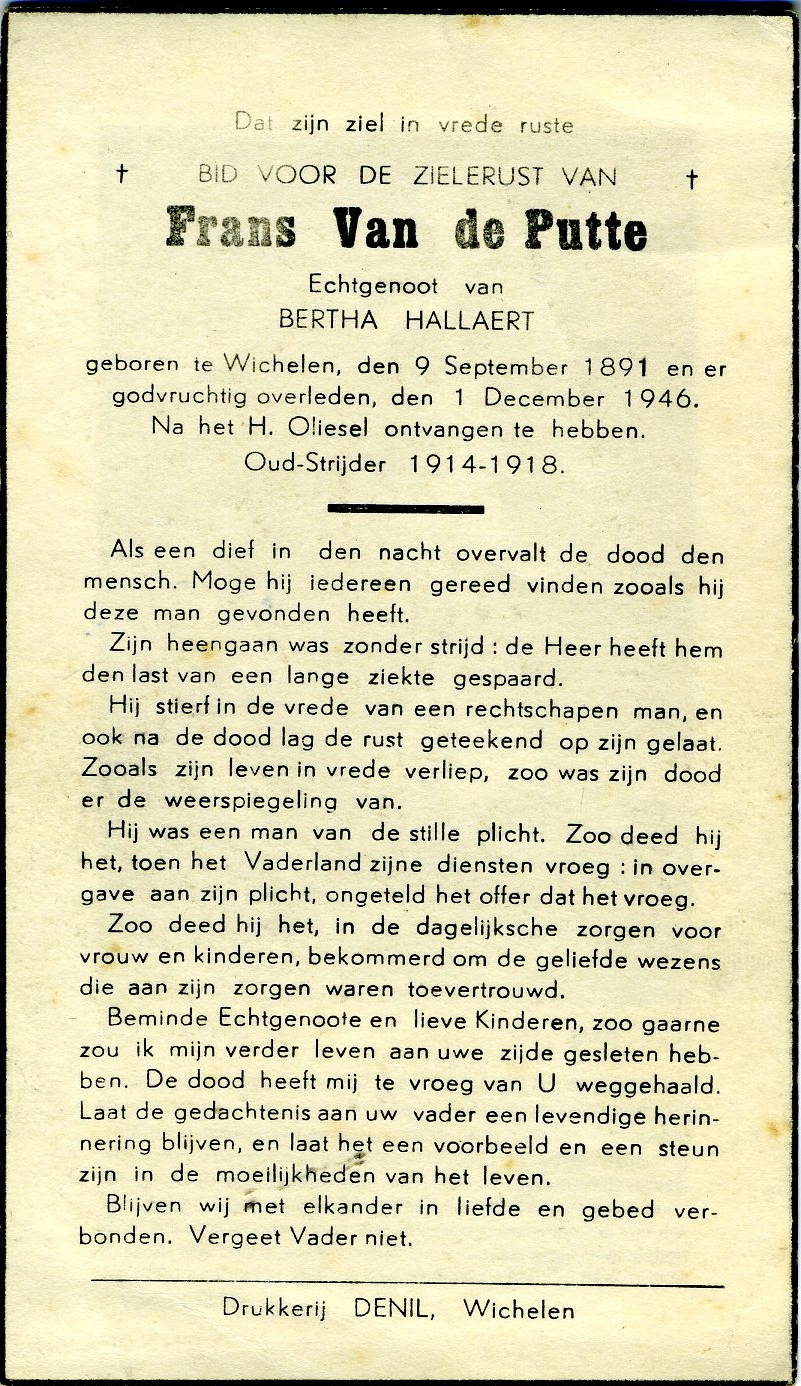 Dat zijn ziel in vrede ruste
† BID VOOR DE ZIELERUST VAN †
Frans Van de Putte
Echtgenoot van
BERTHA HALLAERT
geboren te Wichelen, den 9 September 1891 en er
godvruchtig overleden, den 1 December 1946.
Na het H. Oliesel ontvangen te hebben.
Oud-Strijder 1914-1918.
Als een dief in den nacht overvalt de dood den
mensch. Moge hij iedereen gereed vinden zooals hij
deze man gevonden heeft.
Zijn heengaan was zonder strijd : de Heer heeft hem
den last van een lange ziekte gespaard.
Hij stierf in de vrede van een rechtschapen man, en
ook na de dood lag de rust geteekend op zijn gelaat.
Zooals zijn leven in vrede verliep, zoo was zijn dood
er de weerspiegeling van.
Hij was een man van de stille plicht. Zoo deed hij
het, toen het Vaderland zijne diensten vroeg : in over-
gave aan zijn plicht, ongeteld het offer dat het vroeg.
Zoo deed hij het, in de dagelijksche zorgen voor
vrouw en kinderen, bekommerd om de geliefde wezens
die aan zijn zorgen waren toevertrouwd.
Beminde Echtgenoote en lieve Kinderen, zoo gaarne
zou ik mijn verder leven aan uwe zijde gesleten heb-
ben. De dood heeft mij te vroeg van U weggehaald.
Laat de gedachtenis aan uw vader een levendige herin-
nering blijven, en laat het een voorbeeld en een steun
zijn in de moeilijkheden van het leven.
Blijven wij met elkander in liefde en gebed ver-
bonden. Vergeet Vader niet.
Drukkerij DENIL, Wichelen